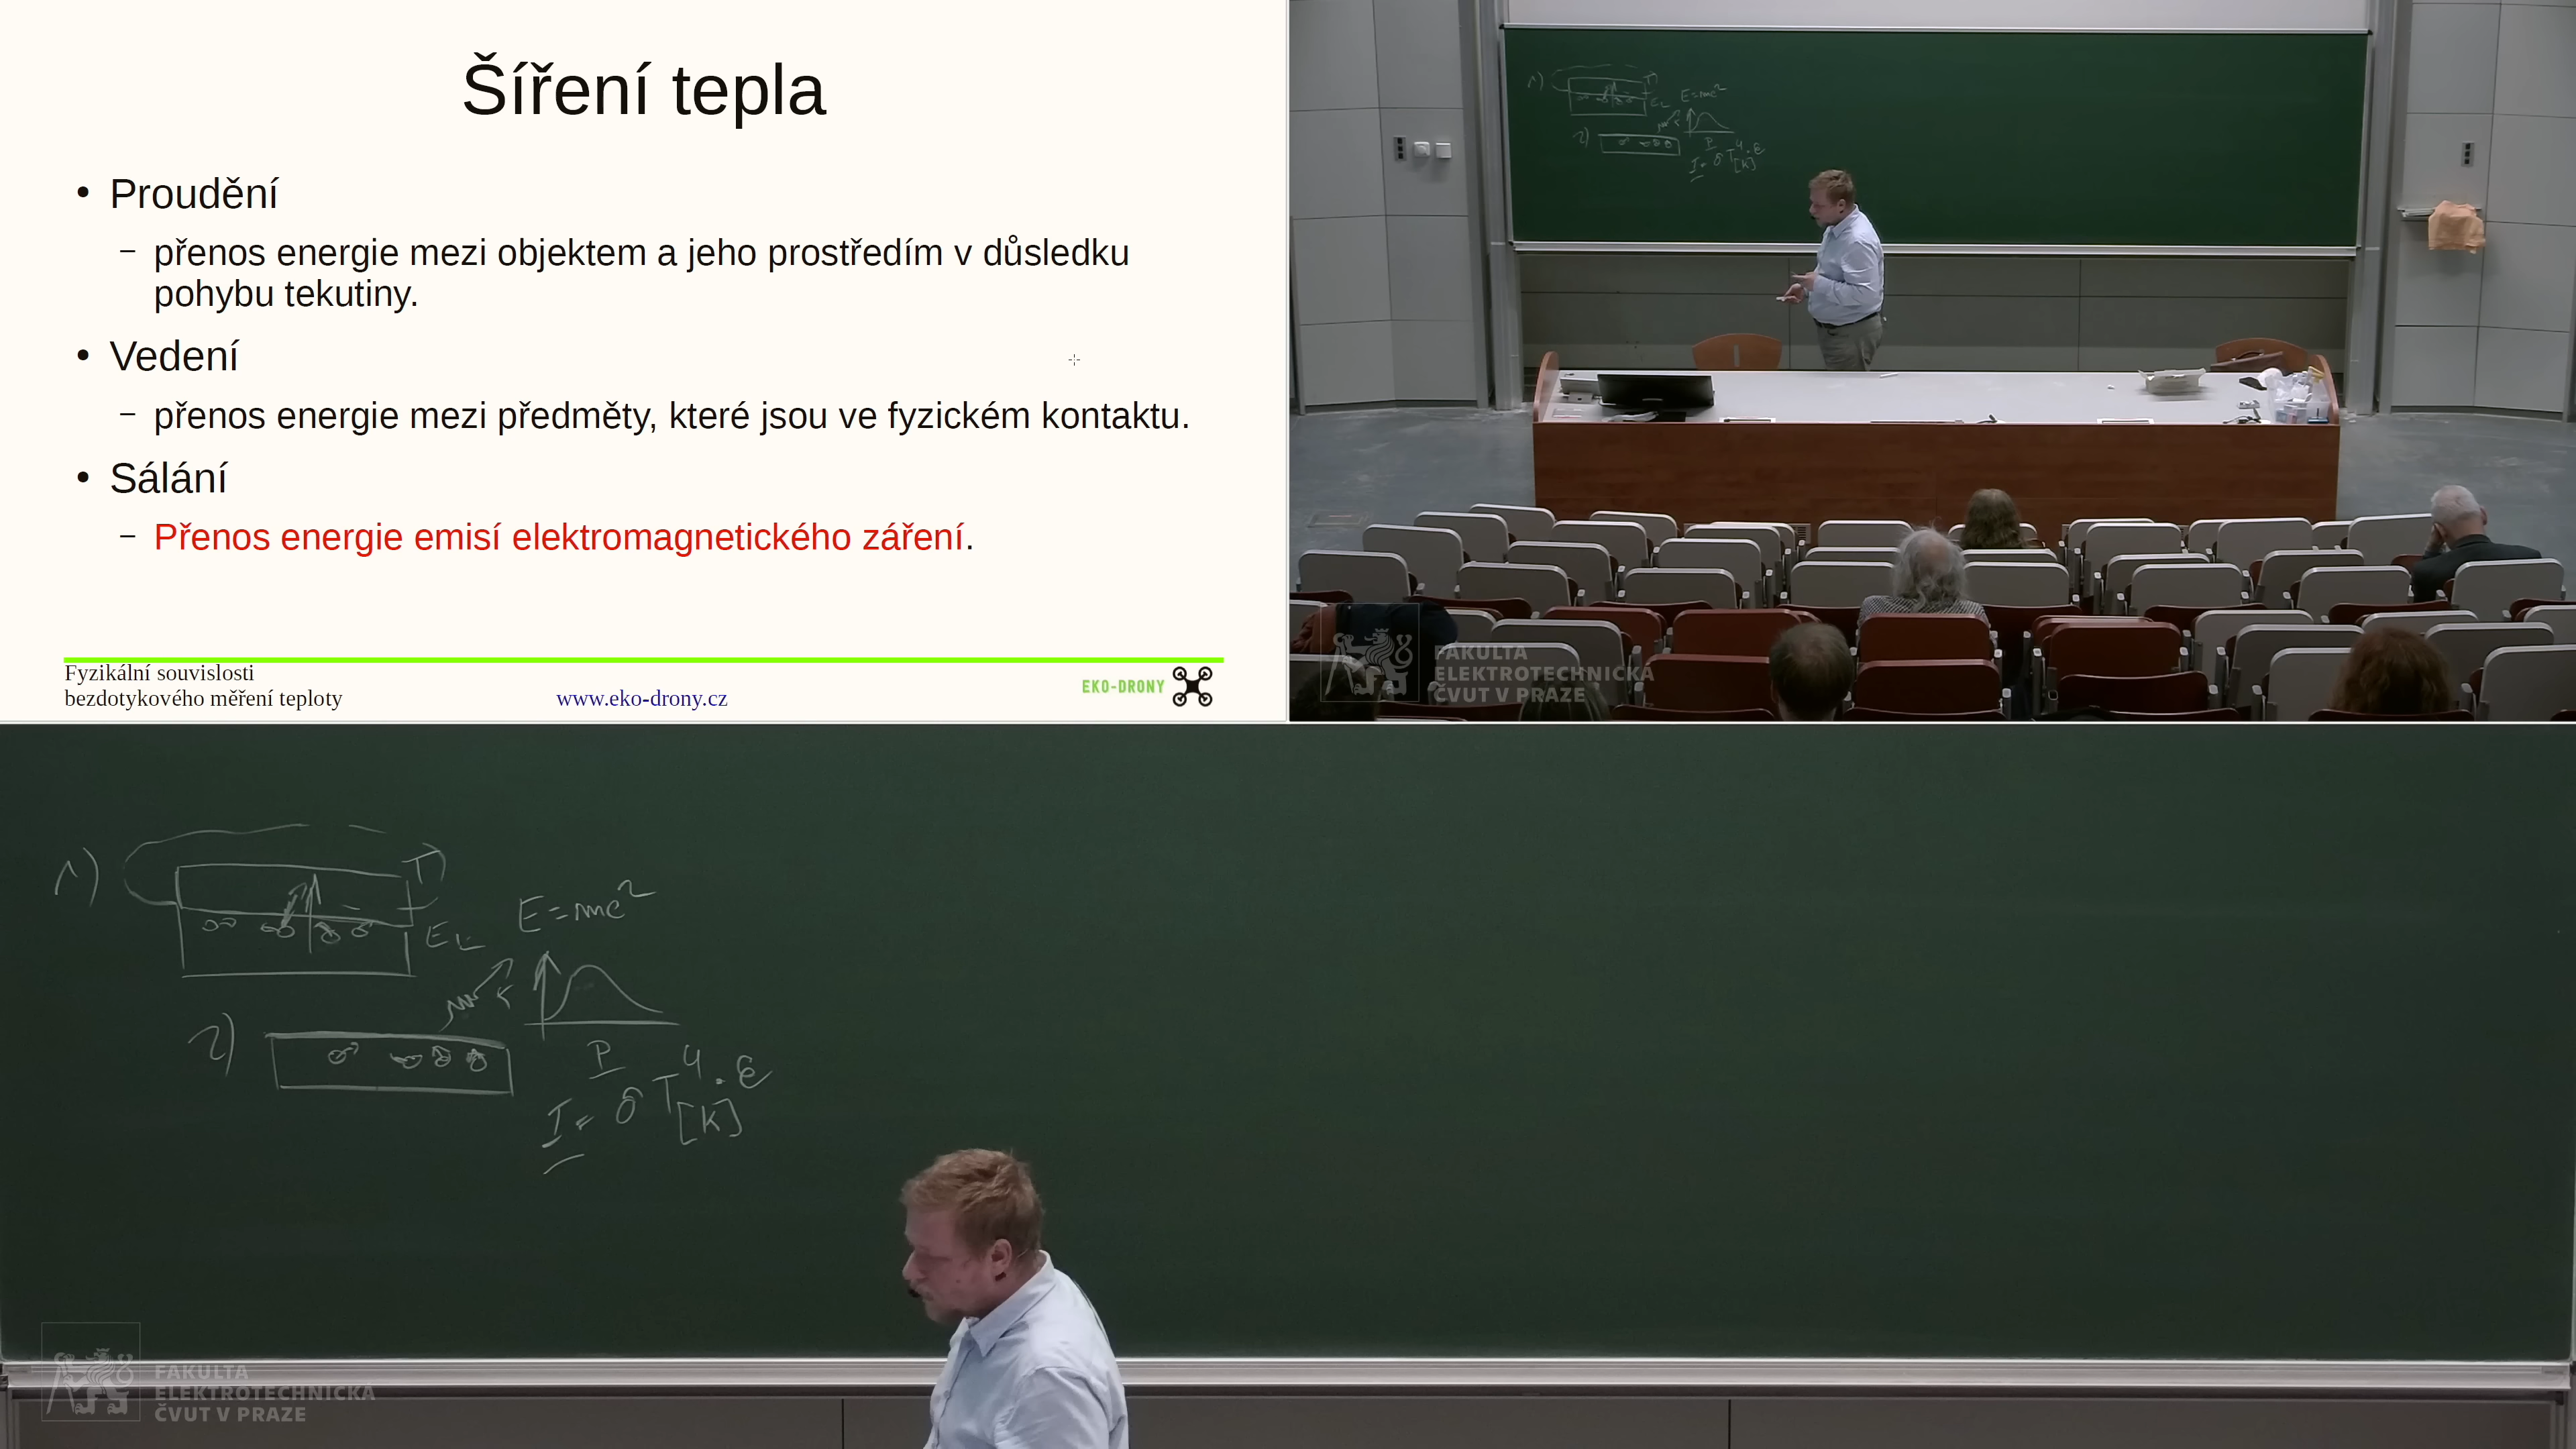 Šíření tepla
• Proudění
– přenos energie mezi objektem a jeho prostředím v důsledku
pohybu tekutiny.
• Vedení
– přenos energie mezi předměty, které jsou ve fyzickém kontaktu.
• Sálání
– Přenos energie emisí elektromagnetického záření.
Fyzikální souvislosti
bezdotykového měření teploty
www.eko-drony.cz
EKO-DRONY
E=mc²
FAKULTA
ELEKTROTECHNICKÁ
ČVUT V PRAZE
1)
T
E=mc²
2)
P
I = δ T⁴ · ε
[K]
FAKULTA
ELEKTROTECHNICKÁ
ČVUT V PRAZE